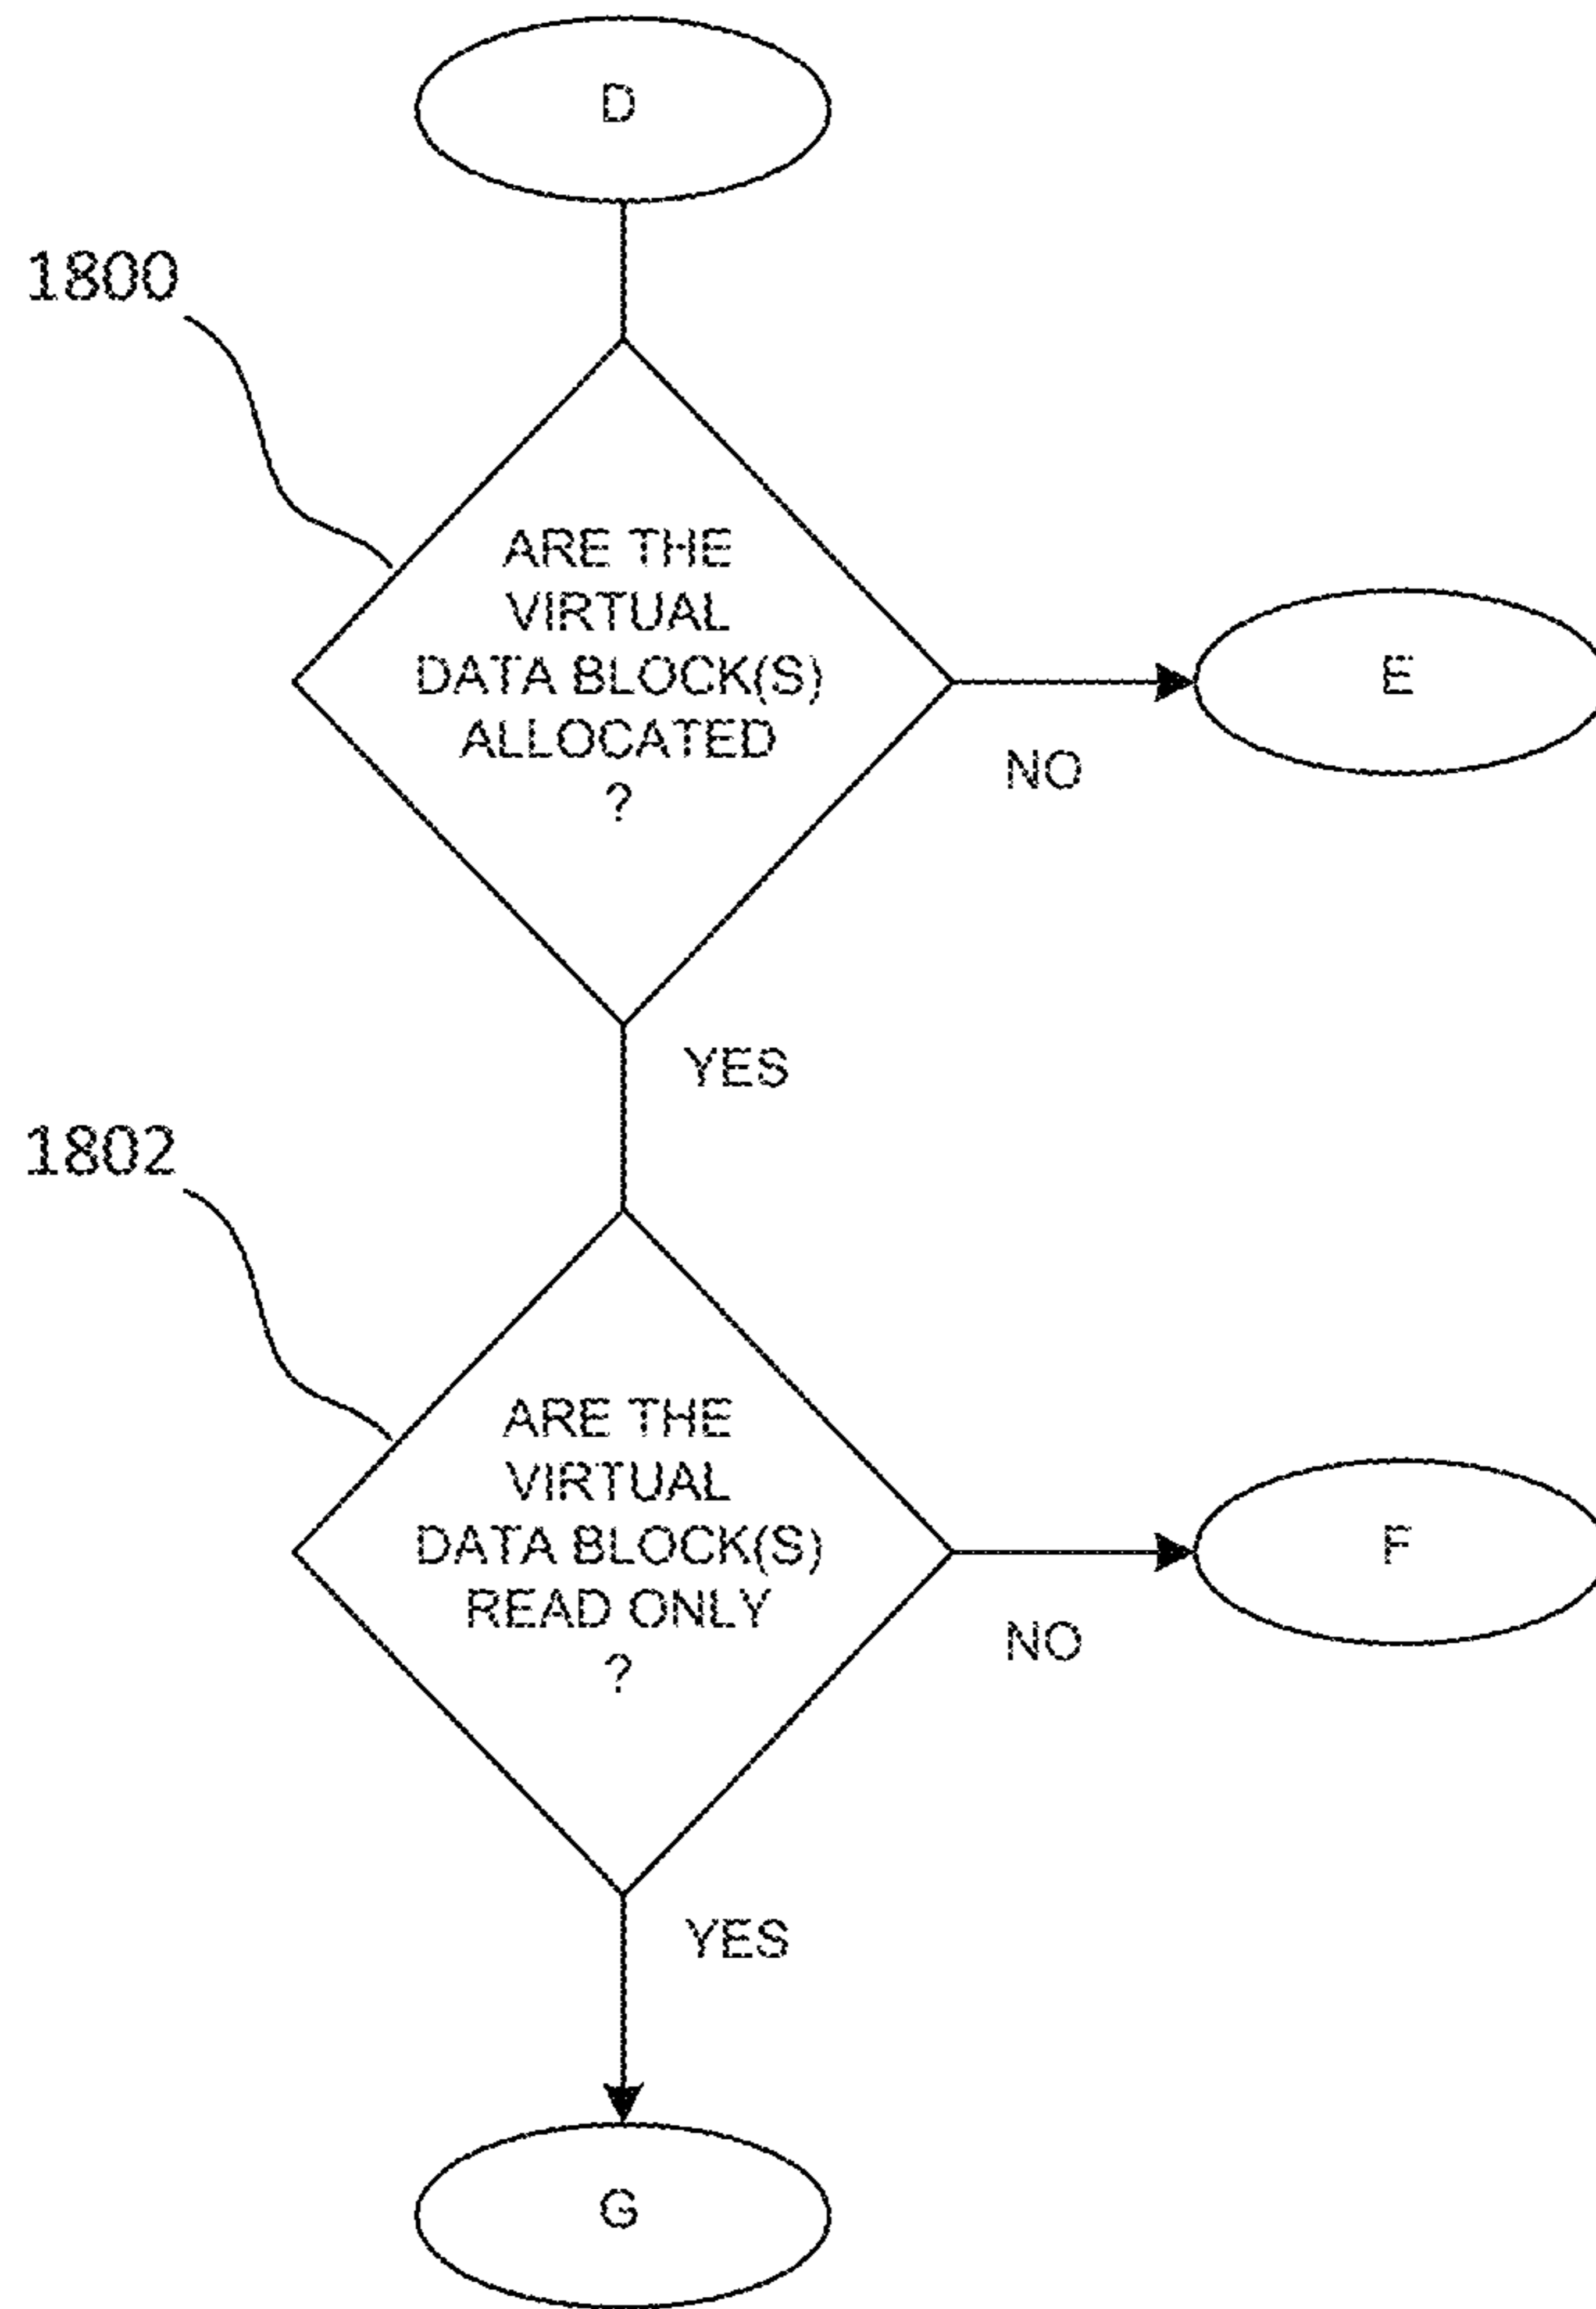 D
1800
ARE THE
VIRTUAL
DATA BLOCK(S)
ALLOCATED
?
E
NO
YES
1802
ARE THE
VIRTUAL
DATA BLOCK(S)
READ ONLY
?
F
NO
YES
G